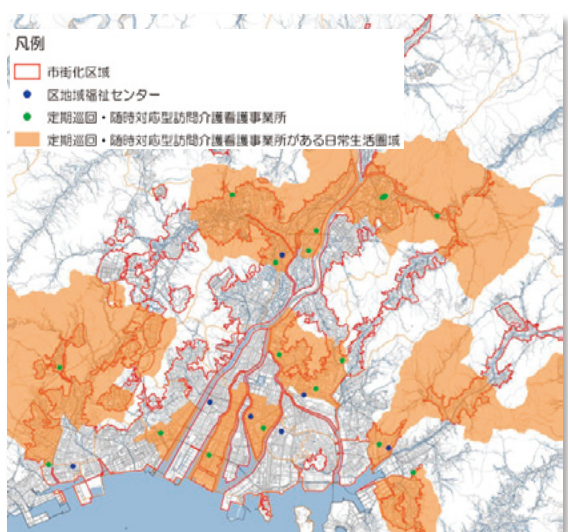 凡例
市街化区域
区地域福祉センター
定期巡回・随時対応型訪問介護看護事業所
定期巡回・随時対応型訪問介護看護事業所がある日常生活圏域